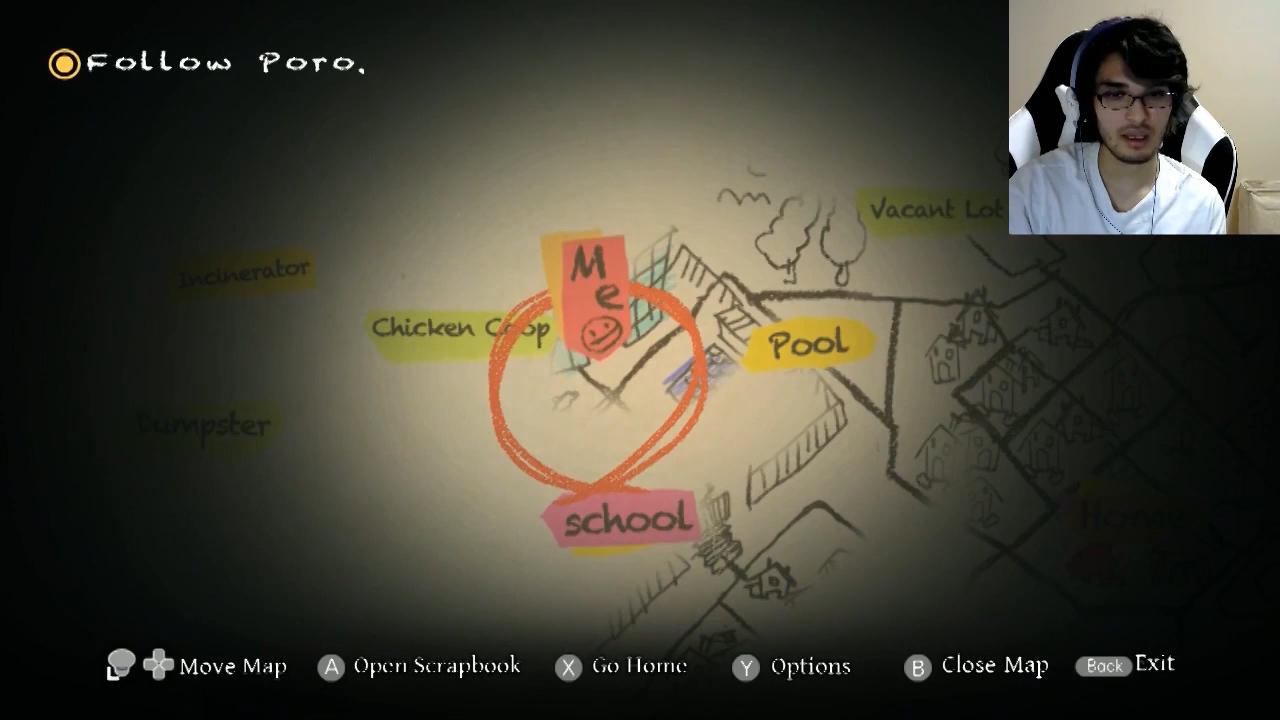 Follow Poro.
Vacant Lot
Me
Incinerator
Chicken Coop
Pool
Dumpster
school
Home
Move Map
A Open Scrapbook
X Go Home
Y Options
B Close Map
Back Exit